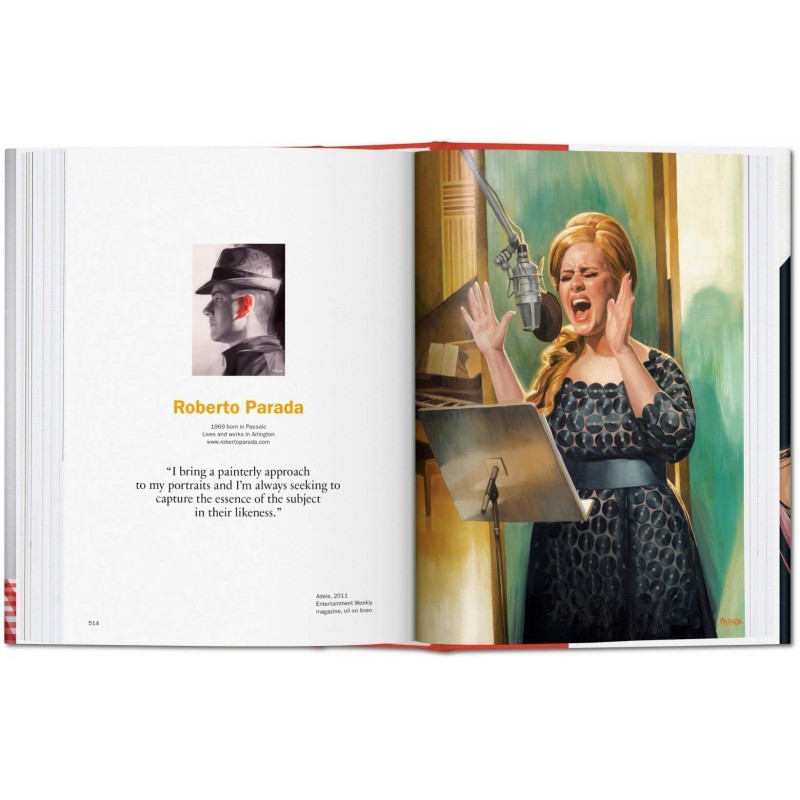 Roberto Parada
1969 born in Passaic
Lives and works in Arlington
www.robertoparada.com
“I bring a painterly approach
to my portraits and I’m always seeking to
capture the essence of the subject
in their likeness.”
Adele, 2011
Entertainment Weekly
magazine, oil on linen
514
PARADA